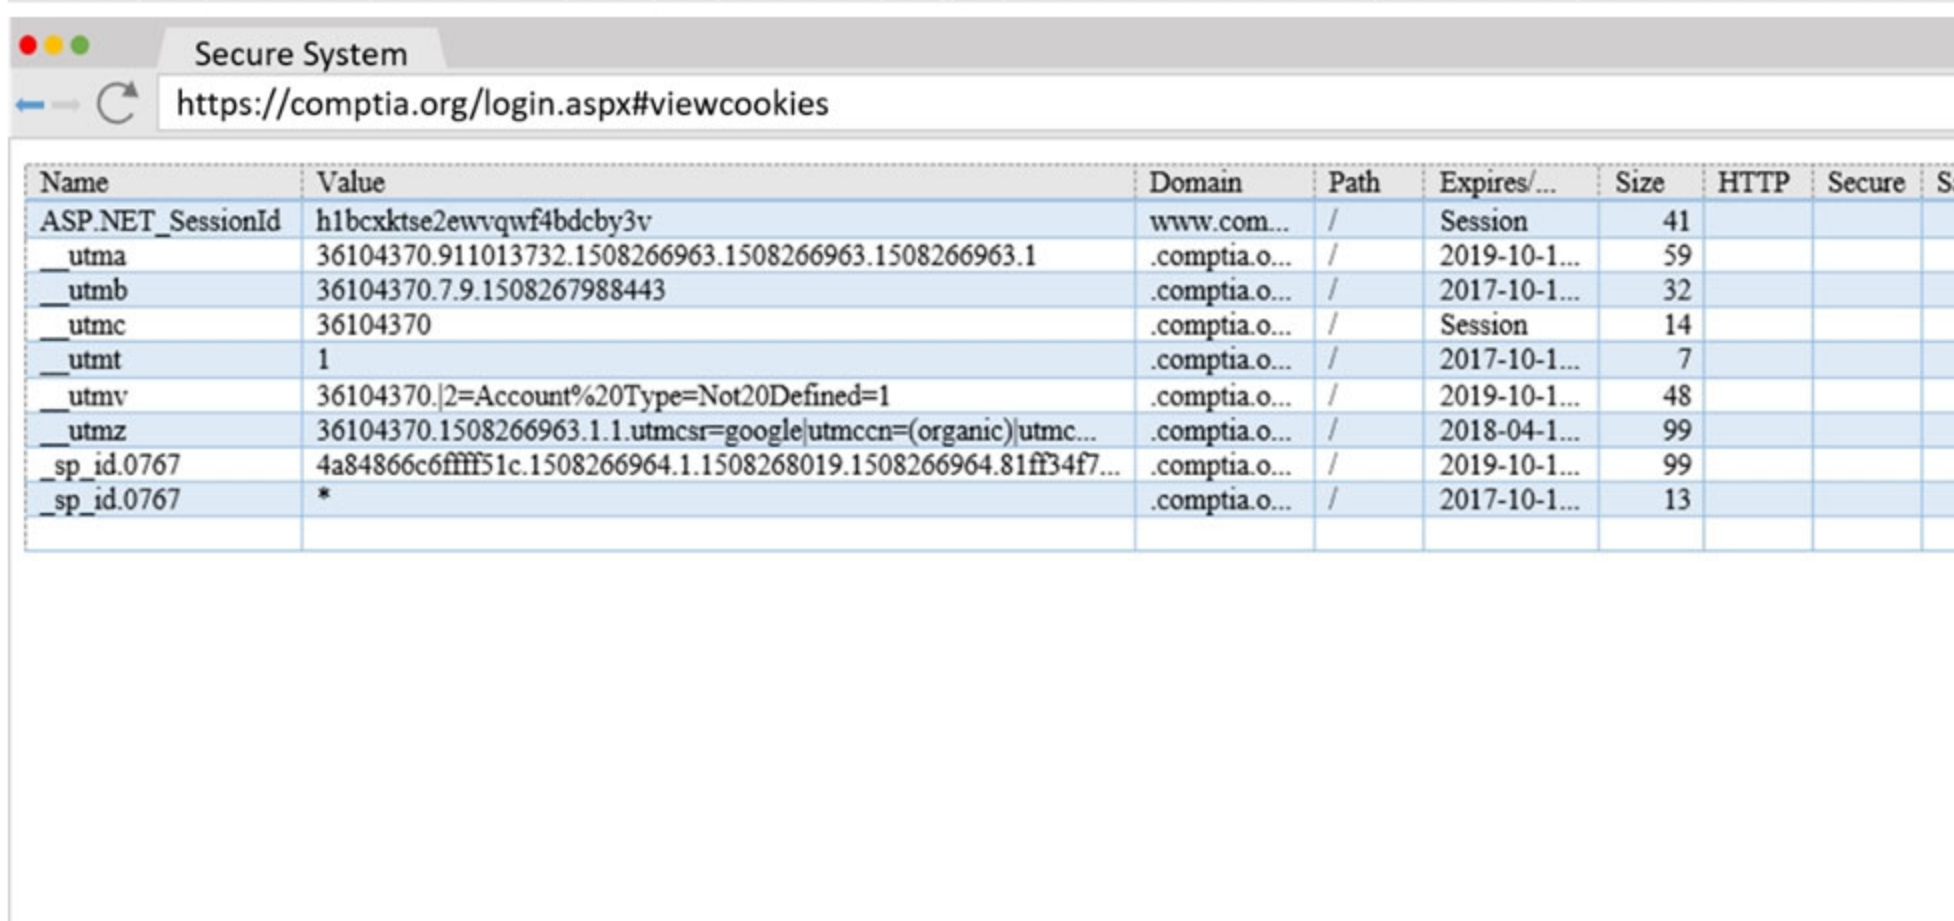 Secure System
https://comptia.org/login.aspx#viewcookies
Name Value Domain Path Expires/... Size HTTP Secure
ASP.NET_SessionId h1bcxktse2ewvqwf4bdcby3v www.com... / Session 41
__utma 36104370.911013732.1508266963.1508266963.1508266963.1 .comptia.o... / 2019-10-1... 59
__utmb 36104370.7.9.1508267988443 .comptia.o... / 2017-10-1... 32
__utmc 36104370 .comptia.o... / Session 14
__utmt 1 .comptia.o... / 2017-10-1... 7
__utmv 36104370.|2=Account%20Type=Not20Defined=1 .comptia.o... / 2019-10-1... 48
__utmz 36104370.1508266963.1.1.utmcsr=google|utmccn=(organic)|utmc... .comptia.o... / 2018-04-1... 99
_sp_id.0767 4a84866c6fffff51c.1508266964.1.1508268019.1508266964.81ff34f7... .comptia.o... / 2019-10-1... 99
_sp_id.0767 * .comptia.o... / 2017-10-1... 13